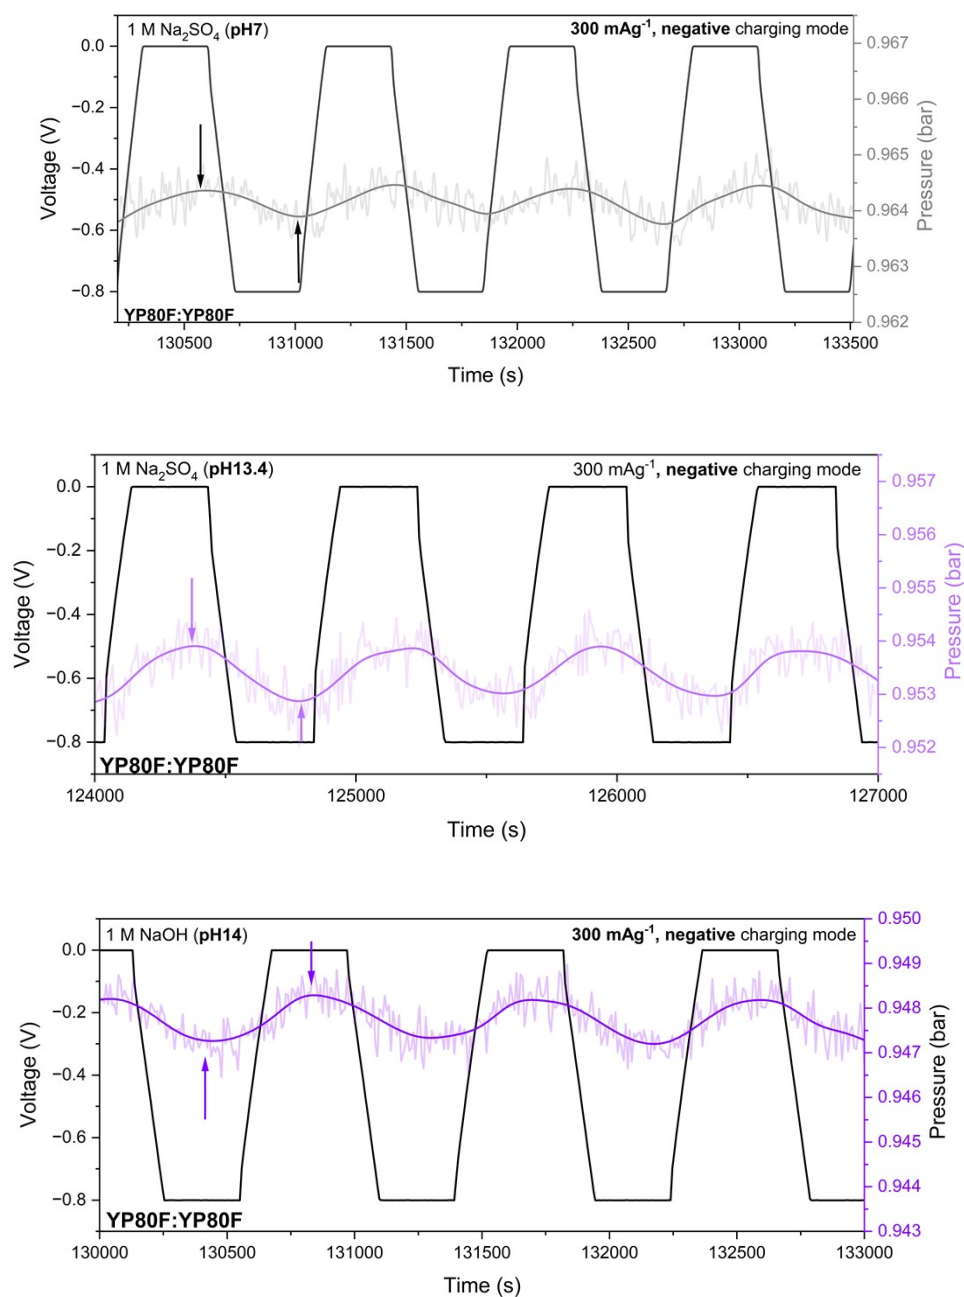 1 M Na₂SO₄ (pH7) 300 mAg⁻¹, negative charging mode
0.0
−0.2
−0.4
−0.6
−0.8
Voltage (V)
0.967
0.966
0.965
0.964
0.963
0.962
Pressure (bar)
YP80F:YP80F
130500 131000 131500 132000 132500 133000 133500
Time (s)
1 M Na₂SO₄ (pH13.4) 300 mAg⁻¹, negative charging mode
0.0
−0.2
−0.4
−0.6
−0.8
Voltage (V)
0.957
0.956
0.955
0.954
0.953
0.952
Pressure (bar)
YP80F:YP80F
124000 125000 126000 127000
Time (s)
1 M NaOH (pH14) 300 mAg⁻¹, negative charging mode
0.0
−0.2
−0.4
−0.6
−0.8
Voltage (V)
0.950
0.949
0.948
0.947
0.946
0.945
0.944
0.943
Pressure (bar)
YP80F:YP80F
130000 130500 131000 131500 132000 132500 133000
Time (s)